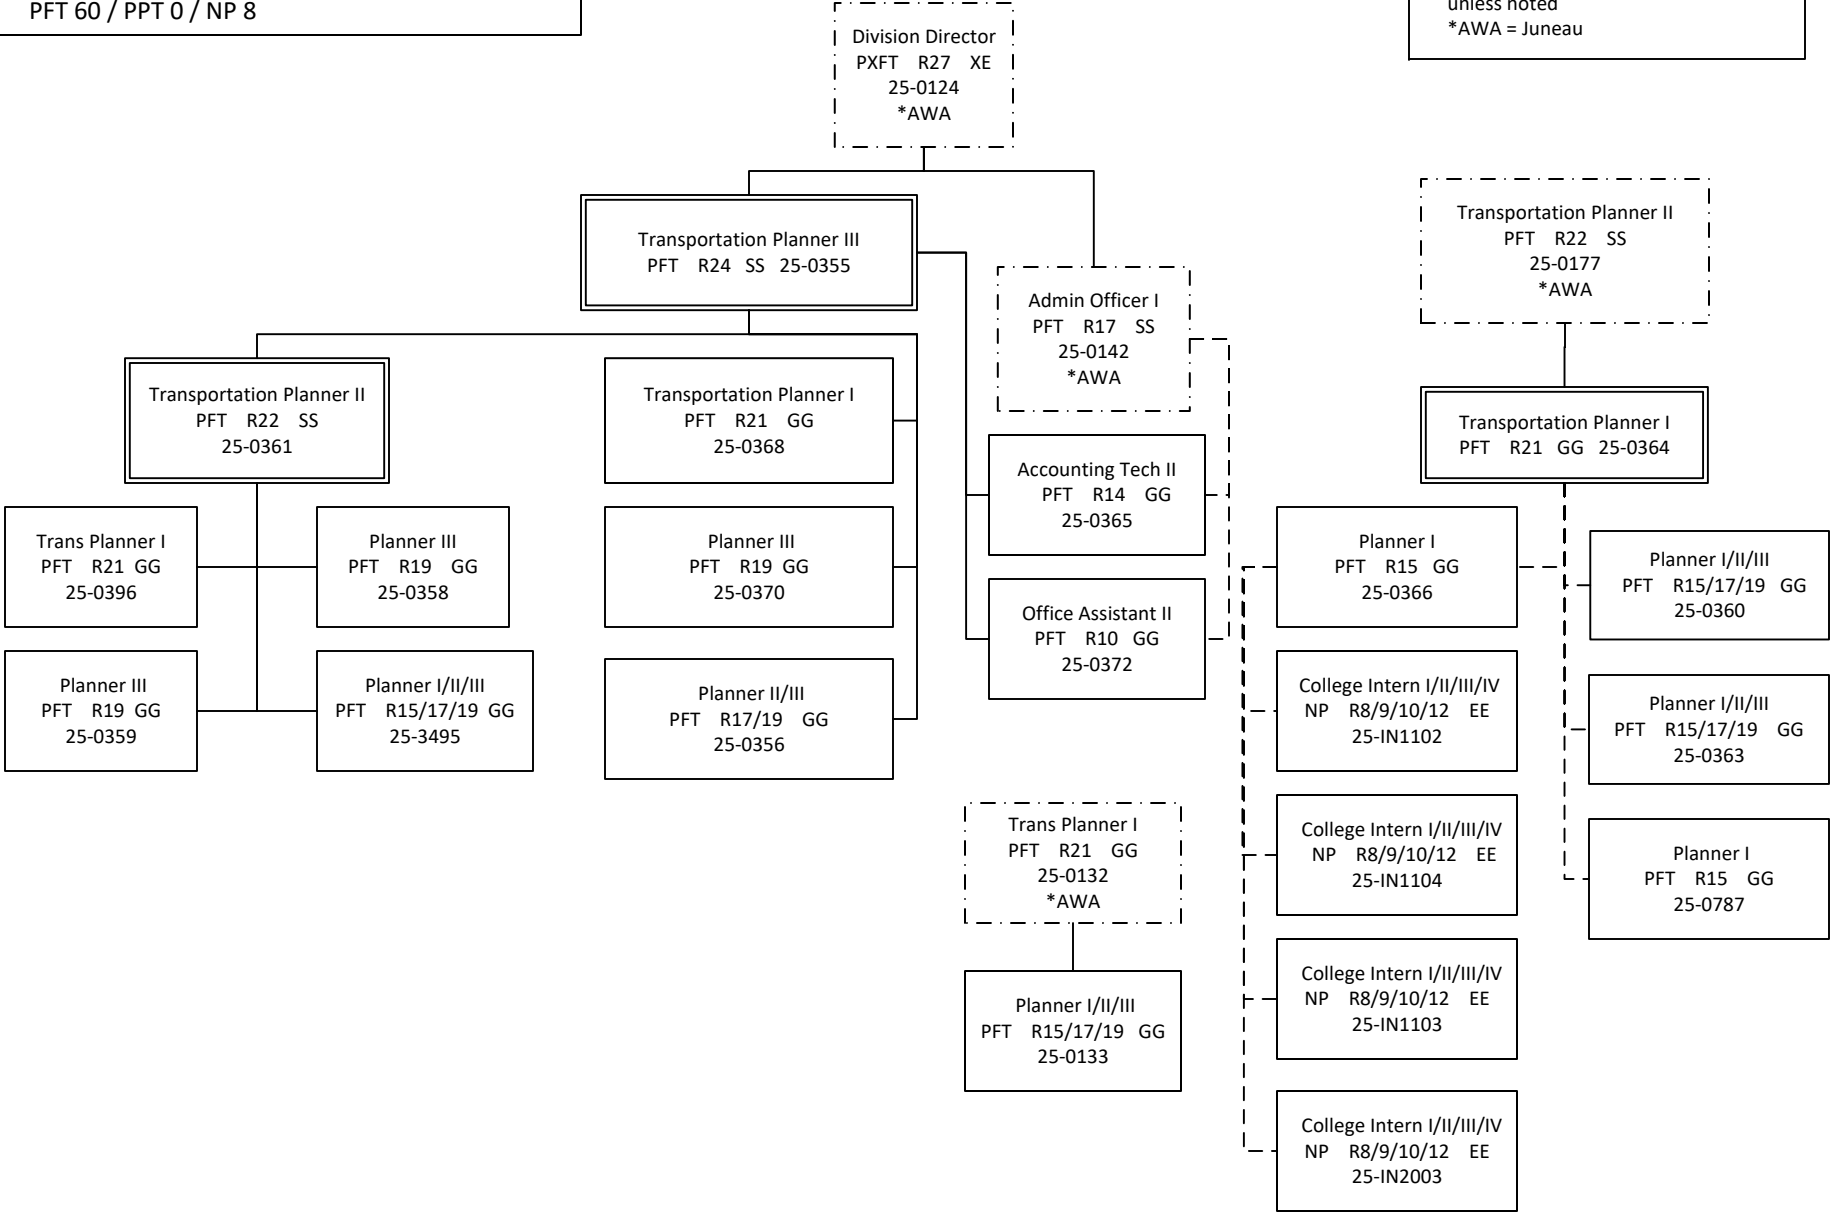 PFT 60 / PPT 0 / NP 8
unless noted
*AWA = Juneau
Division Director
PXFT R27 XE
25-0124
*AWA
Transportation Planner III
PFT R24 SS 25-0355
Transportation Planner II
PFT R22 SS
25-0177
*AWA
Admin Officer I
PFT R17 SS
25-0142
*AWA
Transportation Planner II
PFT R22 SS
25-0361
Transportation Planner I
PFT R21 GG
25-0368
Transportation Planner I
PFT R21 GG 25-0364
Accounting Tech II
PFT R14 GG
25-0365
Trans Planner I
PFT R21 GG
25-0396
Planner III
PFT R19 GG
25-0358
Planner III
PFT R19 GG
25-0370
Planner I
PFT R15 GG
25-0366
Planner I/II/III
PFT R15/17/19 GG
25-0360
Office Assistant II
PFT R10 GG
25-0372
Planner III
PFT R19 GG
25-0359
Planner I/II/III
PFT R15/17/19 GG
25-3495
Planner II/III
PFT R17/19 GG
25-0356
College Intern I/II/III/IV
NP R8/9/10/12 EE
25-IN1102
Planner I/II/III
PFT R15/17/19 GG
25-0363
Trans Planner I
PFT R21 GG
25-0132
*AWA
College Intern I/II/III/IV
NP R8/9/10/12 EE
25-IN1104
Planner I
PFT R15 GG
25-0787
Planner I/II/III
PFT R15/17/19 GG
25-0133
College Intern I/II/III/IV
NP R8/9/10/12 EE
25-IN1103
College Intern I/II/III/IV
NP R8/9/10/12 EE
25-IN2003